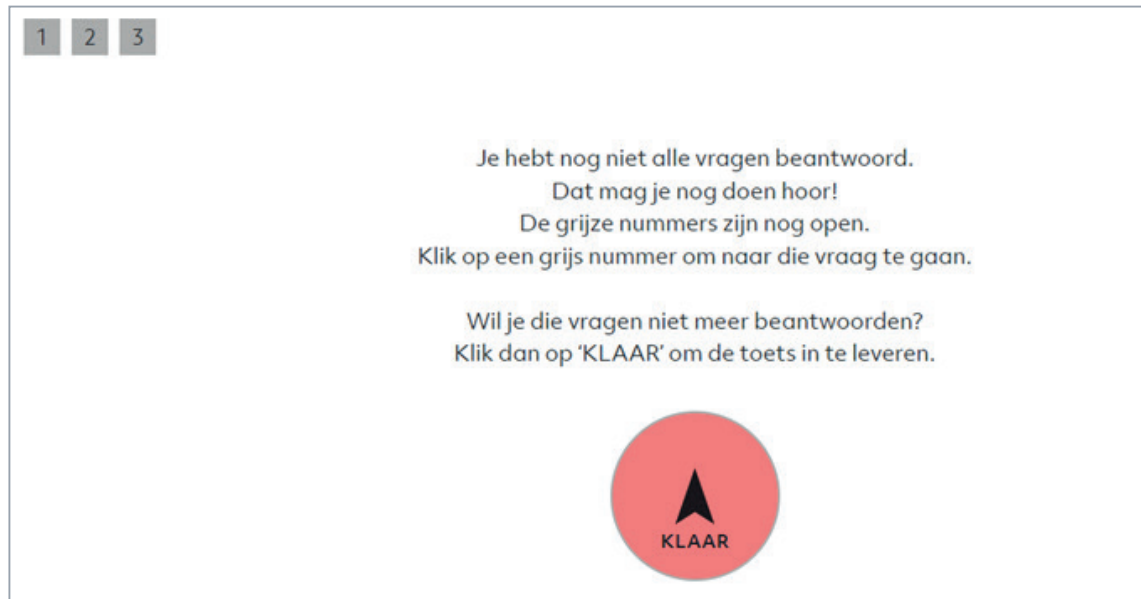 1 2 3
Je hebt nog niet alle vragen beantwoord.
Dat mag je nog doen hoor!
De grijze nummers zijn nog open.
Klik op een grijs nummer om naar die vraag te gaan.
Wil je die vragen niet meer beantwoorden?
Klik dan op ‘KLAAR’ om de toets in te leveren.
KLAAR